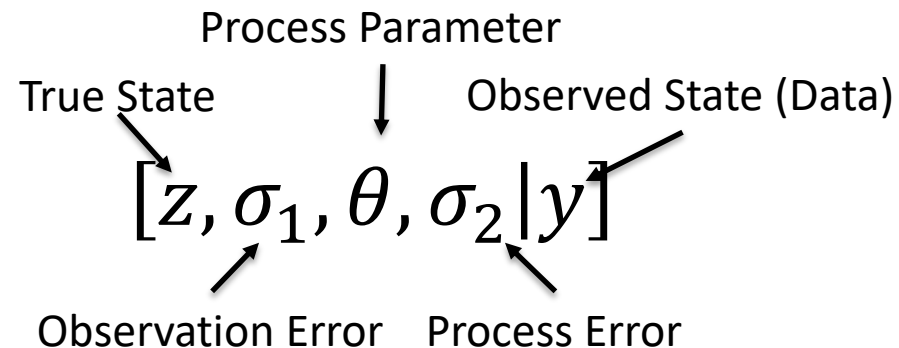 Process Parameter
True State
Observed State (Data)
[z, σ₁, θ, σ₂|y]
Observation Error
Process Error